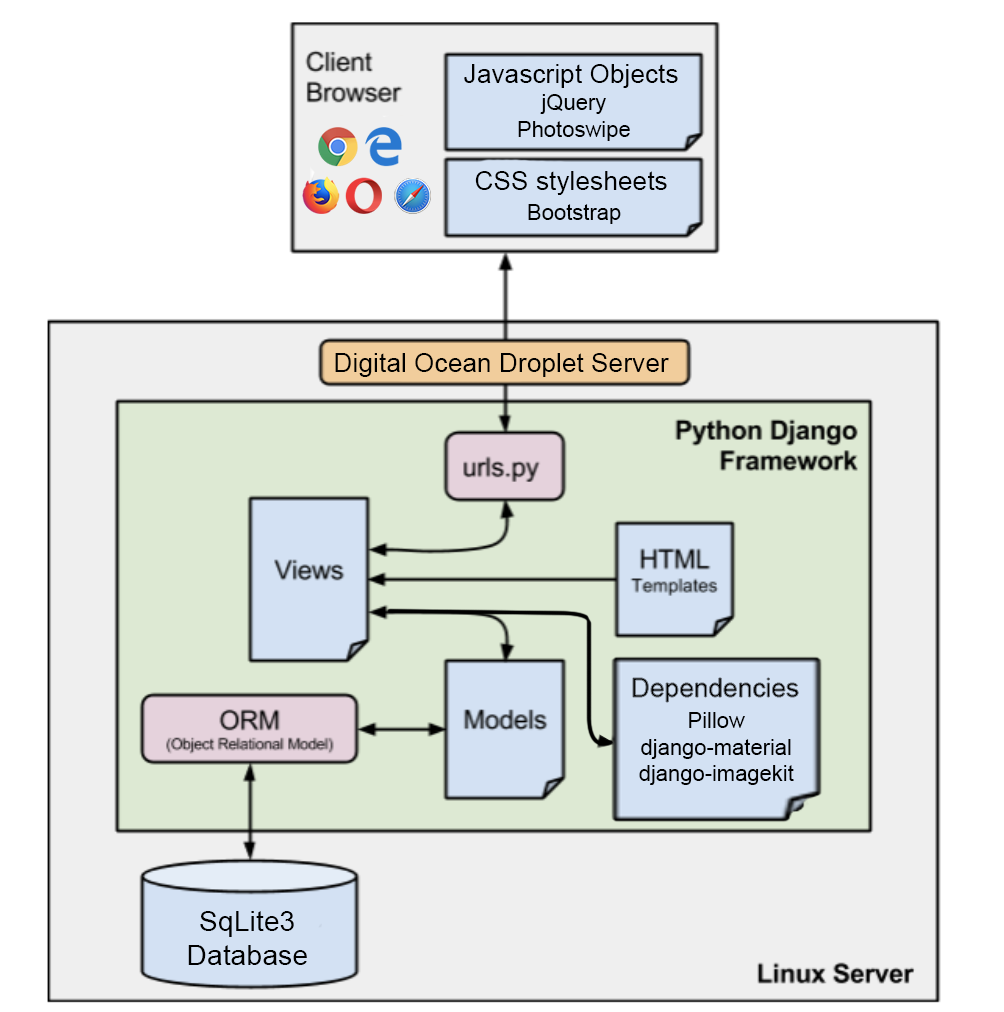 Client
Browser
Javascript Objects
jQuery
Photoswipe
CSS stylesheets
Bootstrap
Digital Ocean Droplet Server
Python Django
Framework
urls.py
Views
HTML
Templates
Dependencies
Pillow
django-material
django-imagekit
Models
ORM
(Object Relational Model)
SqLite3
Database
Linux Server